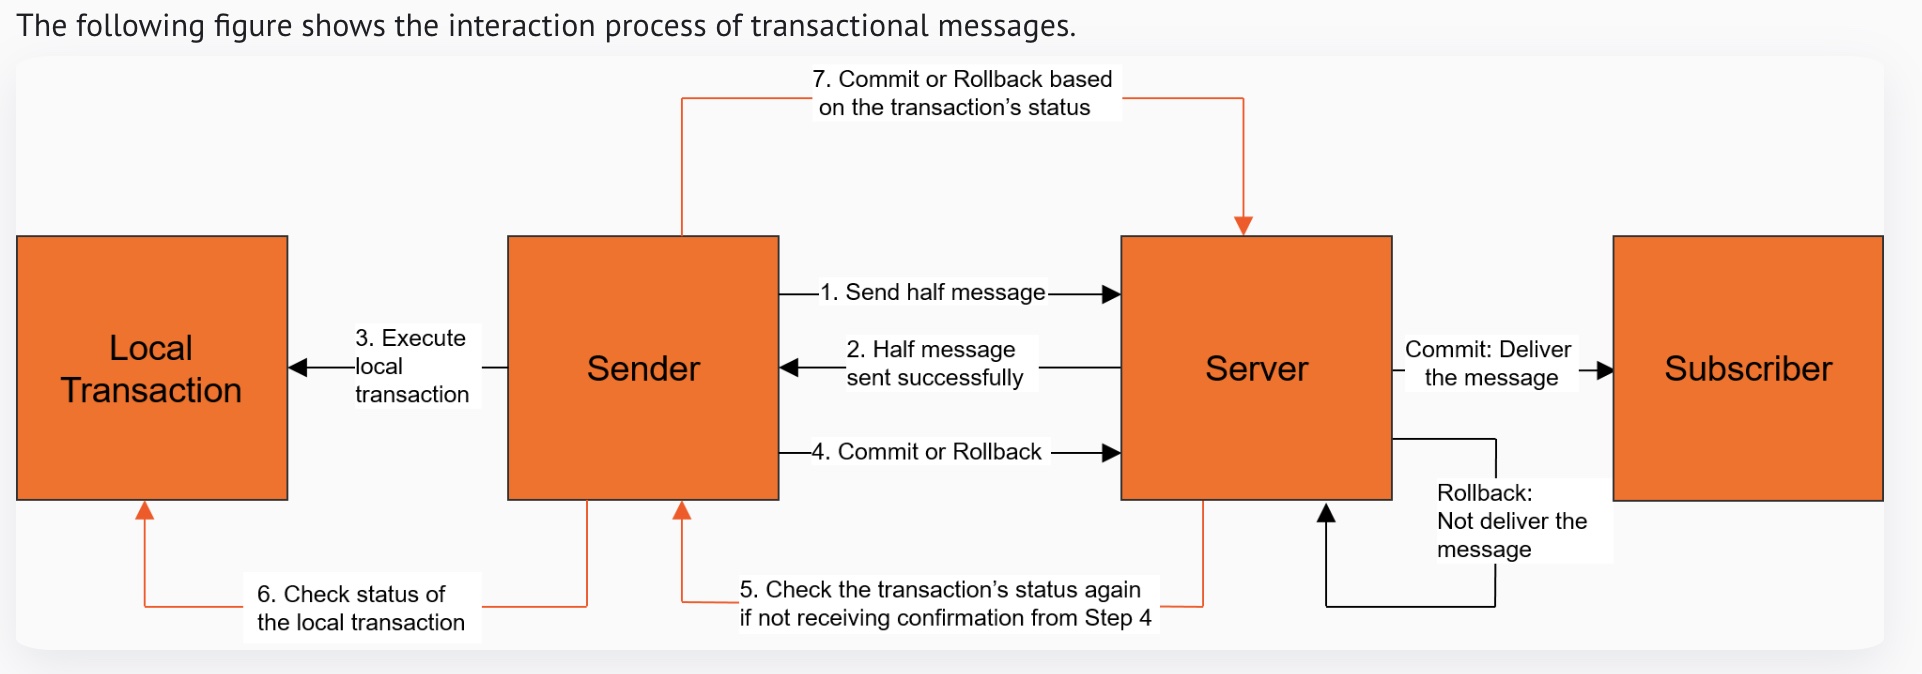 The following figure shows the interaction process of transactional messages.
7. Commit or Rollback based
on the transaction’s status
Local
Transaction
3. Execute
local
transaction
Sender
1. Send half message
2. Half message
sent successfully
4. Commit or Rollback
Server
Commit: Deliver
the message
Subscriber
Rollback:
Not deliver the
message
6. Check status of
the local transaction
5. Check the transaction’s status again
if not receiving confirmation from Step 4